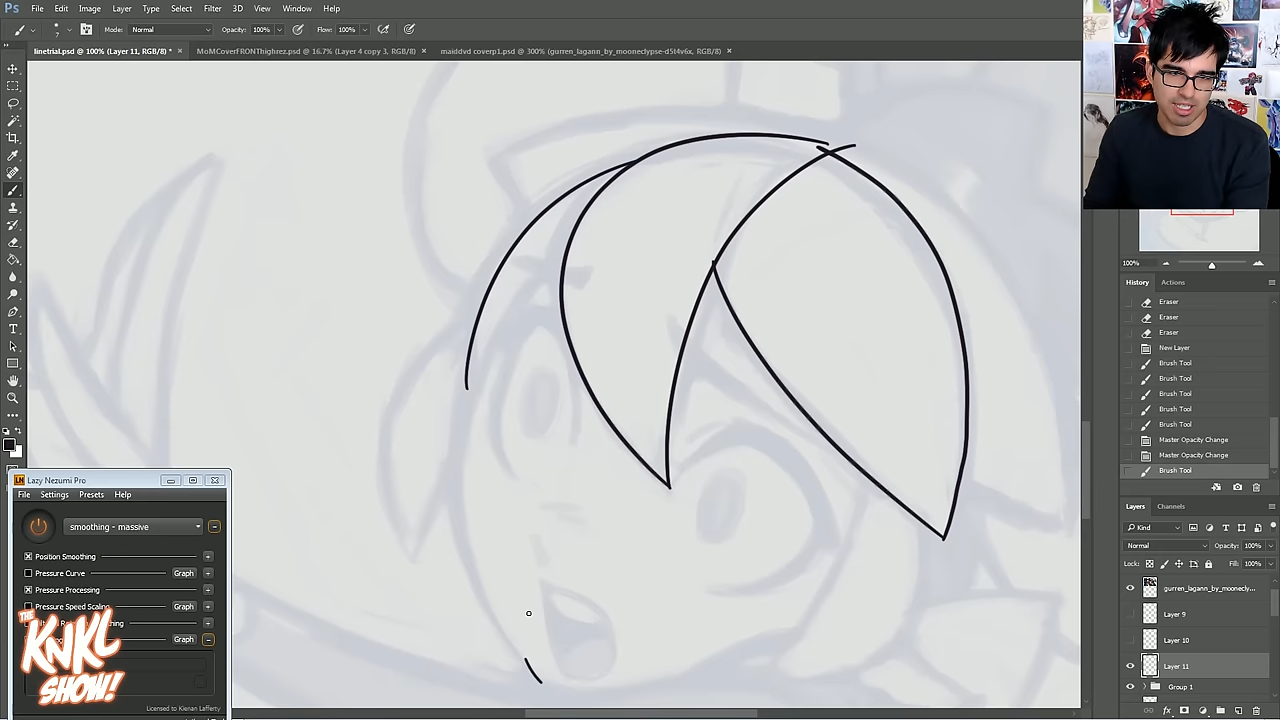 Ps File Edit Image Layer Type Select Filter 3D View Window Help
Mode: Normal Opacity: 100% Flow: 100%
linetrial.psd @ 100% (Layer 11, RGB/8) * × MoMCoverFRONThighrez.psd @ 16.7% (Layer 4 copy 3, RGB/8) × maiddvd coverp1.psd @ 300% (gurren_lagann_by_mooneclypse-d5t4v6x, RGB/8) ×
100%
History Actions
Eraser
Eraser
Eraser
New Layer
Brush Tool
Brush Tool
Brush Tool
Brush Tool
Brush Tool
Master Opacity Change
Master Opacity Change
Brush Tool
Layers Channels
Kind
Normal Opacity: 100%
Lock: Fill: 100%
gurren_lagann_by_moonecly...
Layer 9
Layer 10
Layer 11
Group 1
LM Lazy Nezumi Pro
File Settings Presets Help
smoothing - massive
Position Smoothing
Pressure Curve Graph
Pressure Processing
Pressure Speed Scaling Graph
Graph
THE
KNKL
SHOW!
Licensed to Kienan Lafferty